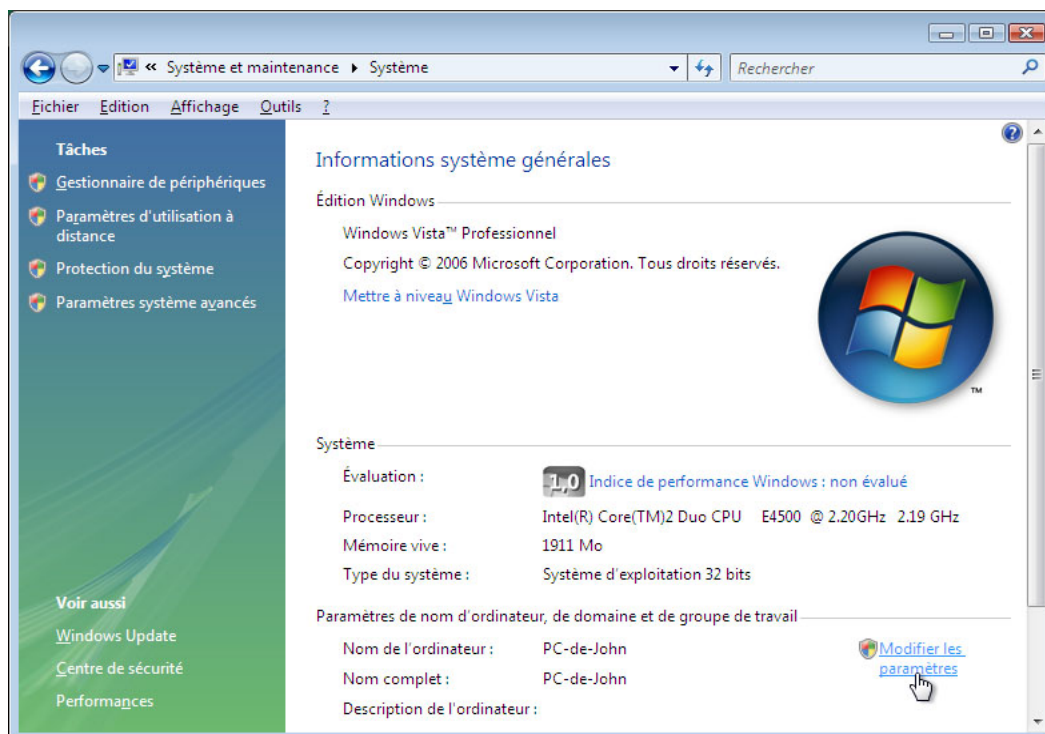 « Système et maintenance ▸ Système
Rechercher
Fichier Edition Affichage Outils ?
Tâches
Gestionnaire de périphériques
Paramètres d'utilisation à
distance
Protection du système
Paramètres système avancés
Voir aussi
Windows Update
Centre de sécurité
Performances
Informations système générales
Édition Windows
Windows Vista™ Professionnel
Copyright © 2006 Microsoft Corporation. Tous droits réservés.
Mettre à niveau Windows Vista
TM
Système
Évaluation : 1,0 Indice de performance Windows : non évalué
Processeur : Intel(R) Core(TM)2 Duo CPU E4500 @ 2.20GHz 2.19 GHz
Mémoire vive : 1911 Mo
Type du système : Système d'exploitation 32 bits
Paramètres de nom d'ordinateur, de domaine et de groupe de travail
Nom de l'ordinateur : PC-de-John
Modifier les
paramètres
Nom complet : PC-de-John
Description de l'ordinateur :